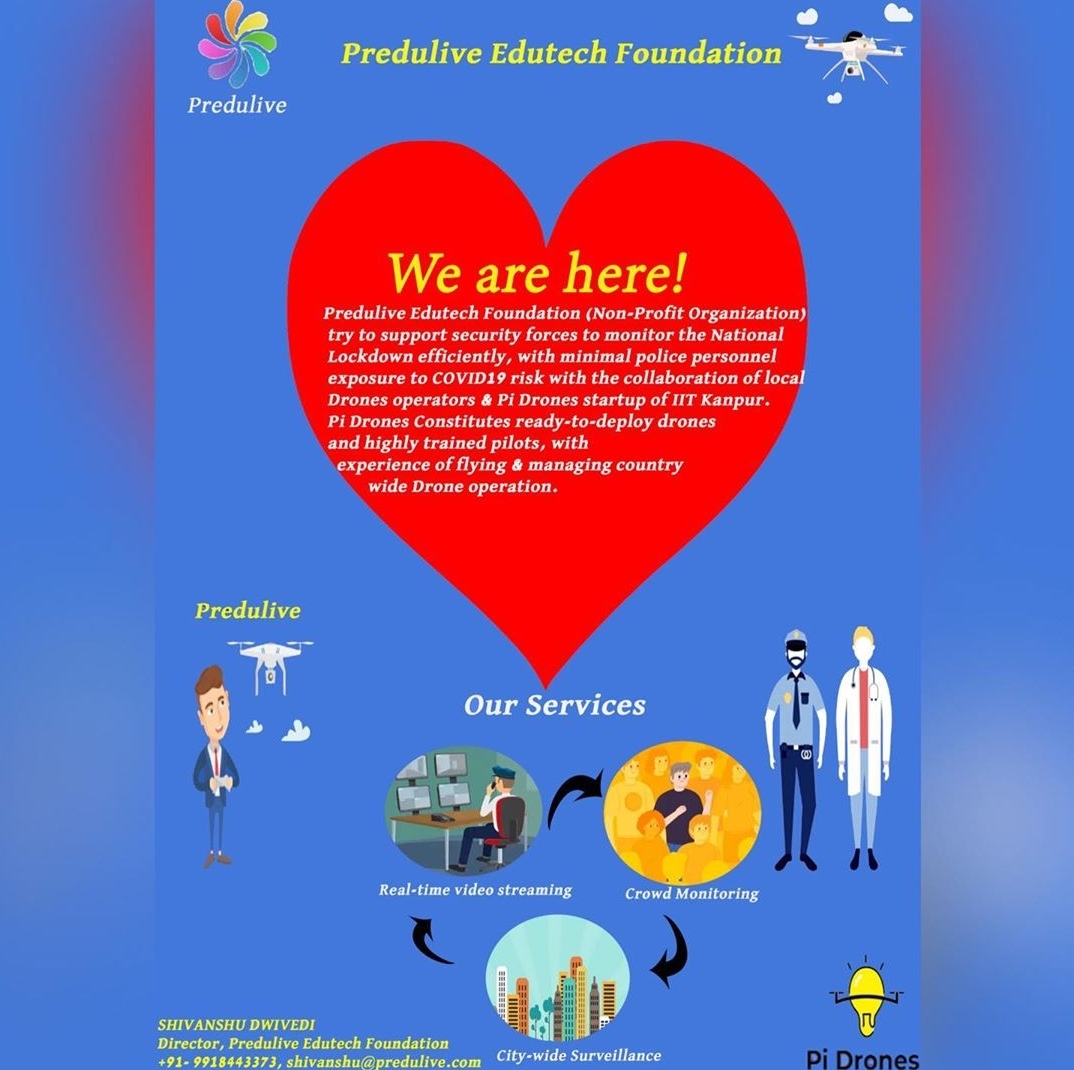 Predulive
Predulive Edutech Foundation
We are here!
Predulive Edutech Foundation (Non-Profit Organization)
try to support security forces to monitor the National
Lockdown efficiently, with minimal police personnel
exposure to COVID19 risk with the collaboration of local
Drones operators & Pi Drones startup of IIT Kanpur.
Pi Drones Constitutes ready-to-deploy drones
and highly trained pilots, with
experience of flying & managing country
wide Drone operation.
Predulive
Our Services
Real-time video streaming
Crowd Monitoring
City-wide Surveillance
SHIVANSHU DWIVEDI
Director, Predulive Edutech Foundation
+91- 9918443373, shivanshu@predulive.com
π
Pi Drones